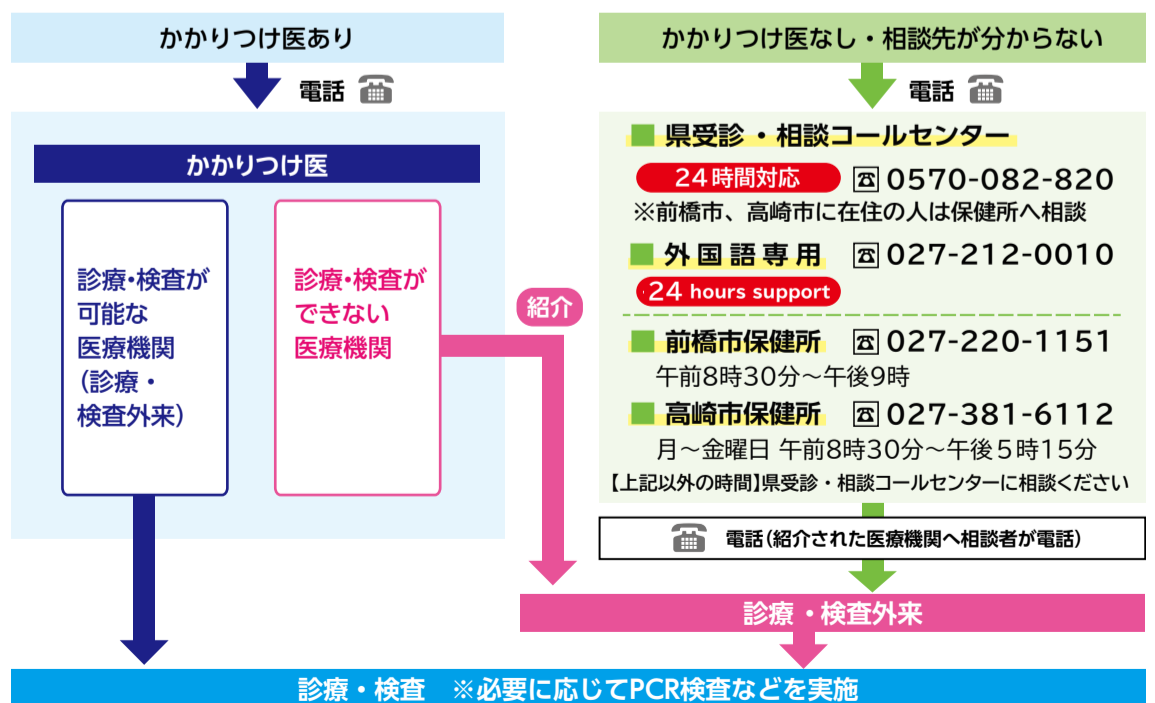 かかりつけ医あり
電話
かかりつけ医
診療・検査が
可能な
医療機関
(診療・
検査外来)
診療・検査が
できない
医療機関
紹介
かかりつけ医なし・相談先が分からない
電話
■ 県受診・相談コールセンター
24時間対応 ☎ 0570-082-820
※前橋市、高崎市に在住の人は保健所へ相談
■ 外国語専用 ☎ 027-212-0010
24 hours support
■ 前橋市保健所 ☎ 027-220-1151
午前8時30分〜午後9時
■ 高崎市保健所 ☎ 027-381-6112
月〜金曜日 午前8時30分〜午後5時15分
【上記以外の時間】県受診・相談コールセンターに相談ください
電話(紹介された医療機関へ相談者が電話)
診療・検査外来
診療・検査 ※必要に応じてPCR検査などを実施